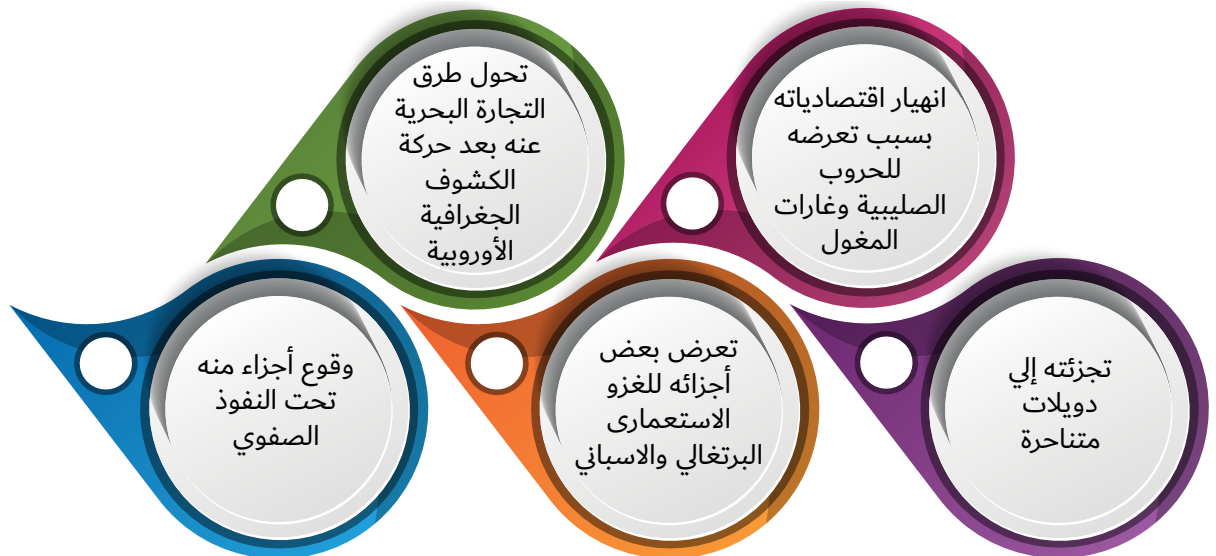 تجزئته إلي
دويلات
متناحرة
انهيار اقتصادياته
بسبب تعرضه
للحروب
الصليبية وغارات
المغول
تعرض بعض
أجزائه للغزو
الاستعمارى
البرتغالي والاسباني
تحول طرق
التجارة البحرية
عنه بعد حركة
الكشوف
الجغرافية
الأوروبية
وقوع أجزاء منه
تحت النفوذ
الصفوي